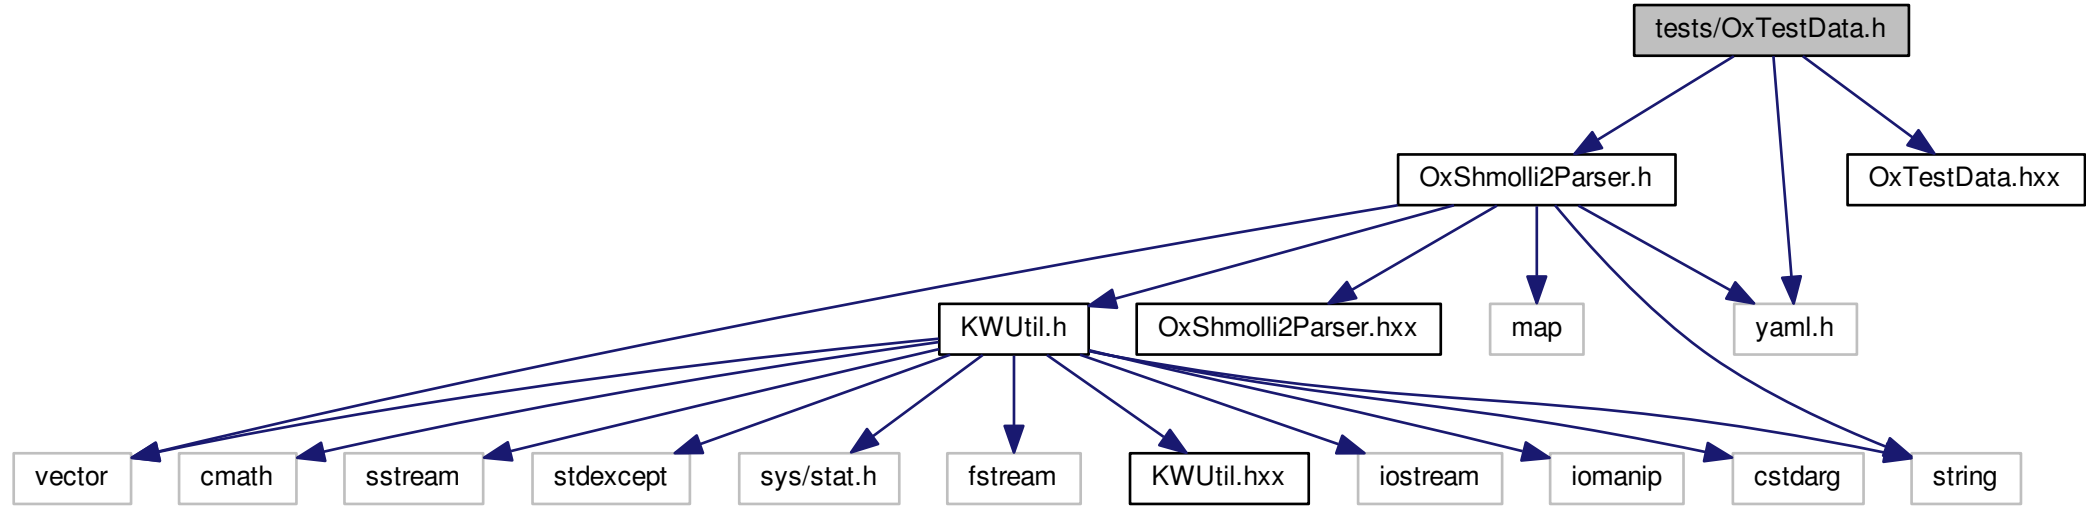 tests/OxTestData.h
OxShmolli2Parser.h
OxTestData.hxx
KWUtil.h
OxShmolli2Parser.hxx
map
yaml.h
vector
cmath
sstream
stdexcept
sys/stat.h
fstream
KWUtil.hxx
iostream
iomanip
cstdarg
string